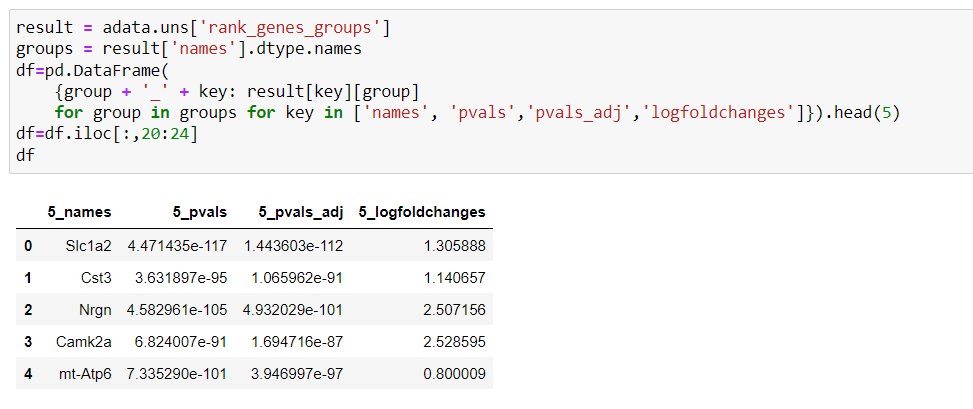 result = adata.uns['rank_genes_groups']
groups = result['names'].dtype.names
df=pd.DataFrame(
    {group + '_' + key: result[key][group]
    for group in groups for key in ['names', 'pvals','pvals_adj','logfoldchanges']}).head(5)
df=df.iloc[:,20:24]
df
5_names 5_pvals 5_pvals_adj 5_logfoldchanges
0 Slc1a2 4.471435e-117 1.443603e-112 1.305888
1 Cst3 3.631897e-95 1.065962e-91 1.140657
2 Nrgn 4.582961e-105 4.932029e-101 2.507156
3 Camk2a 6.824007e-91 1.694716e-87 2.528595
4 mt-Atp6 7.335290e-101 3.946997e-97 0.800009